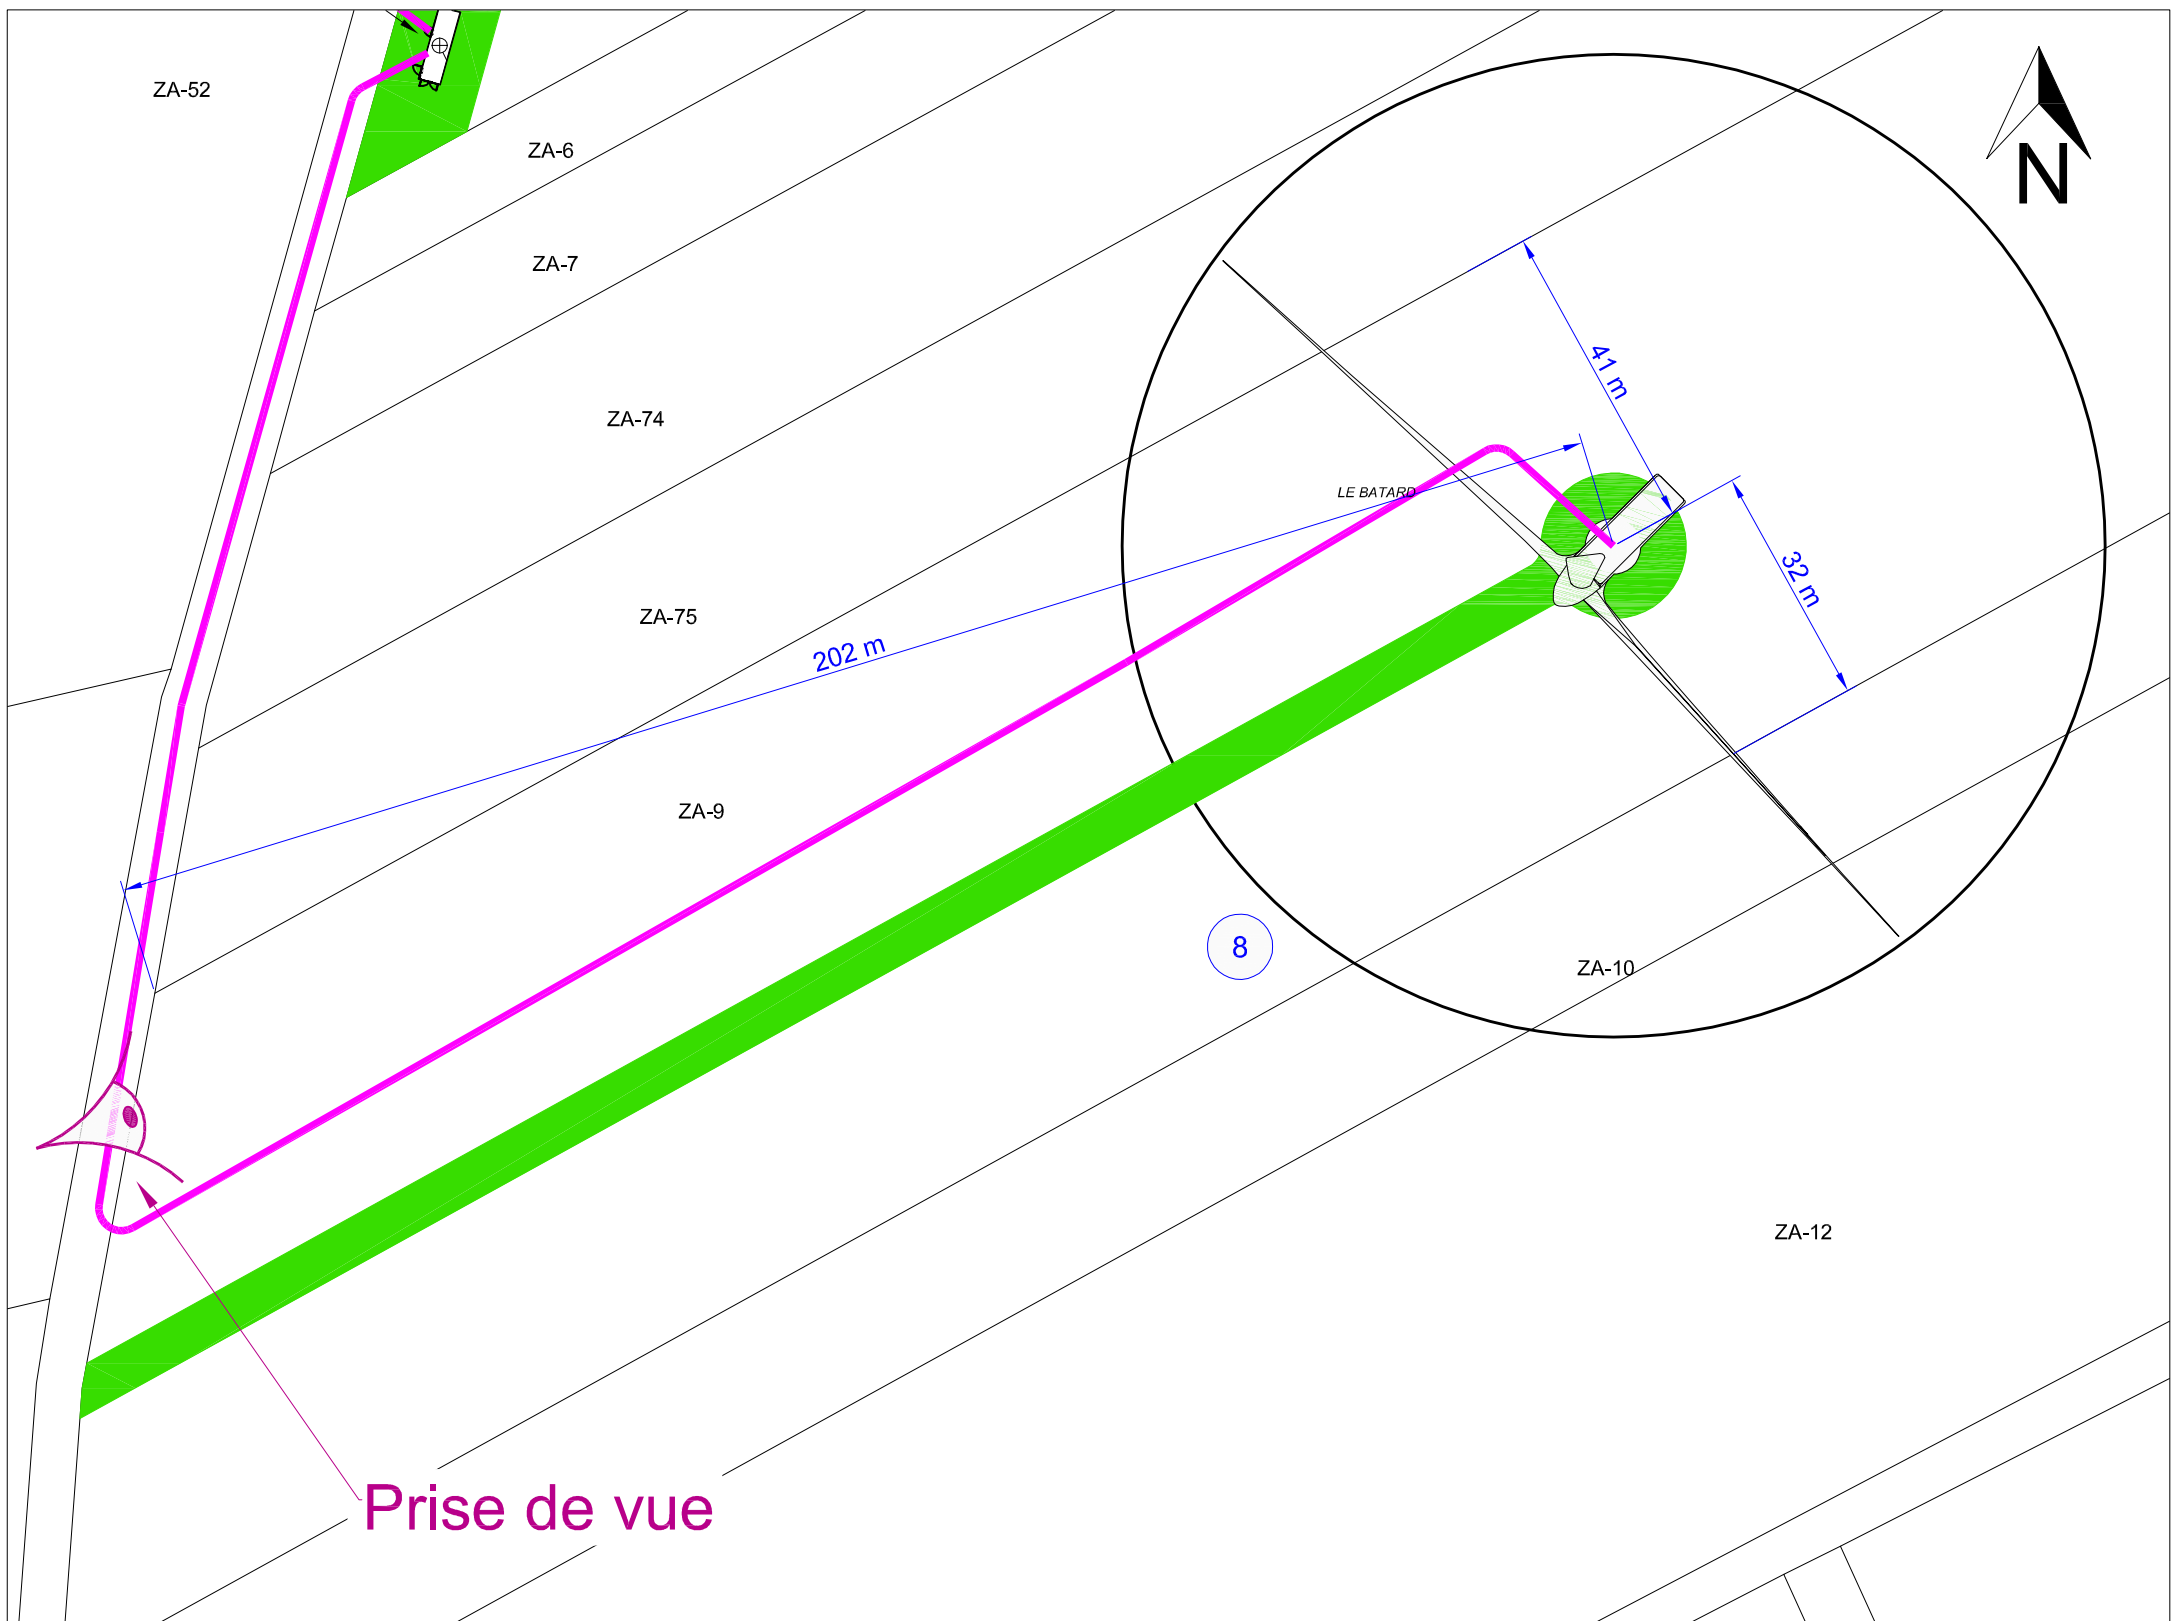 ZA-52
N
ZA-6
ZA-7
41 m
ZA-74
LE BATARD
32 m
ZA-75
202 m
ZA-9
8
ZA-10
ZA-12
Prise de vue